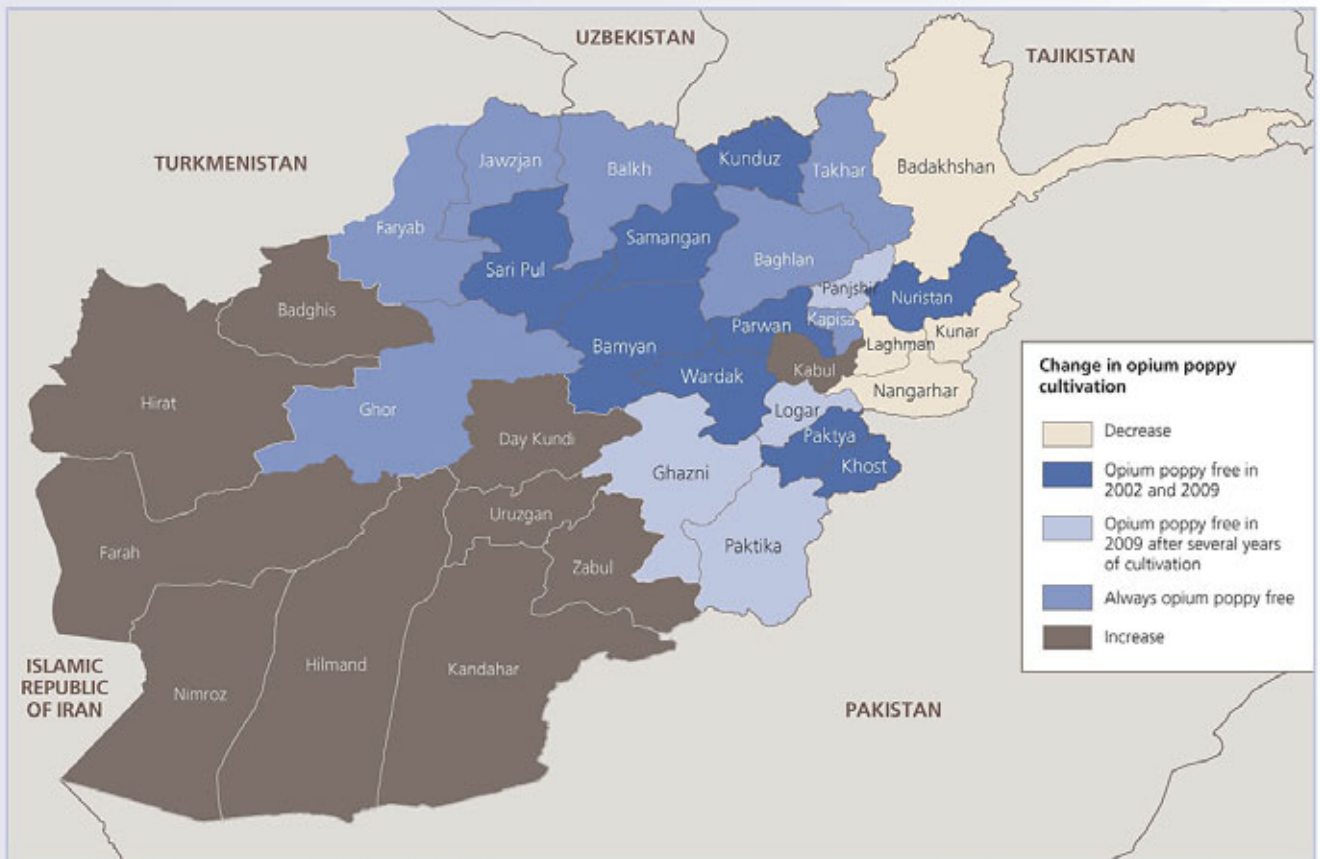 UZBEKISTAN
TAJIKISTAN
TURKMENISTAN
Jawzjan
Balkh
Kunduz
Takhar
Badakhshan
Faryab
Samangan
Sari Pul
Baghlan
Panjshir
Nuristan
Badghis
Bamyan
Parwan
Kapisa
Laghman
Kunar
Kabul
Wardak
Nangarhar
Hirat
Ghor
Logar
Day Kundi
Paktya
Khost
Ghazni
Uruzgan
Farah
Paktika
Zabul
Hilmand
Kandahar
Nimroz
ISLAMIC
REPUBLIC
OF IRAN
PAKISTAN
Change in opium poppy
cultivation
Decrease
Opium poppy free in
2002 and 2009
Opium poppy free in
2009 after several years
of cultivation
Always opium poppy free
Increase